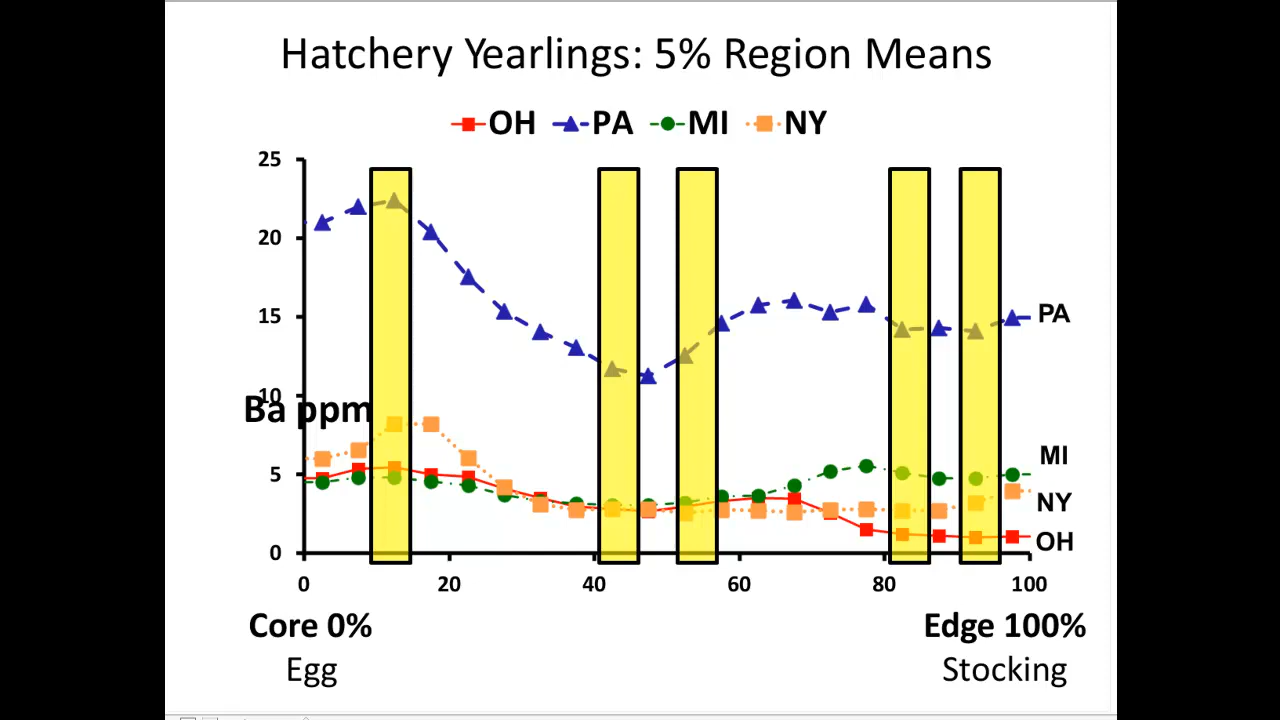 Hatchery Yearlings: 5% Region Means
OH PA MI NY
25
20
15
10
5
0
Ba ppm
PA
MI
NY
OH
0 20 40 60 80 100
Core 0% Edge 100%
Egg Stocking